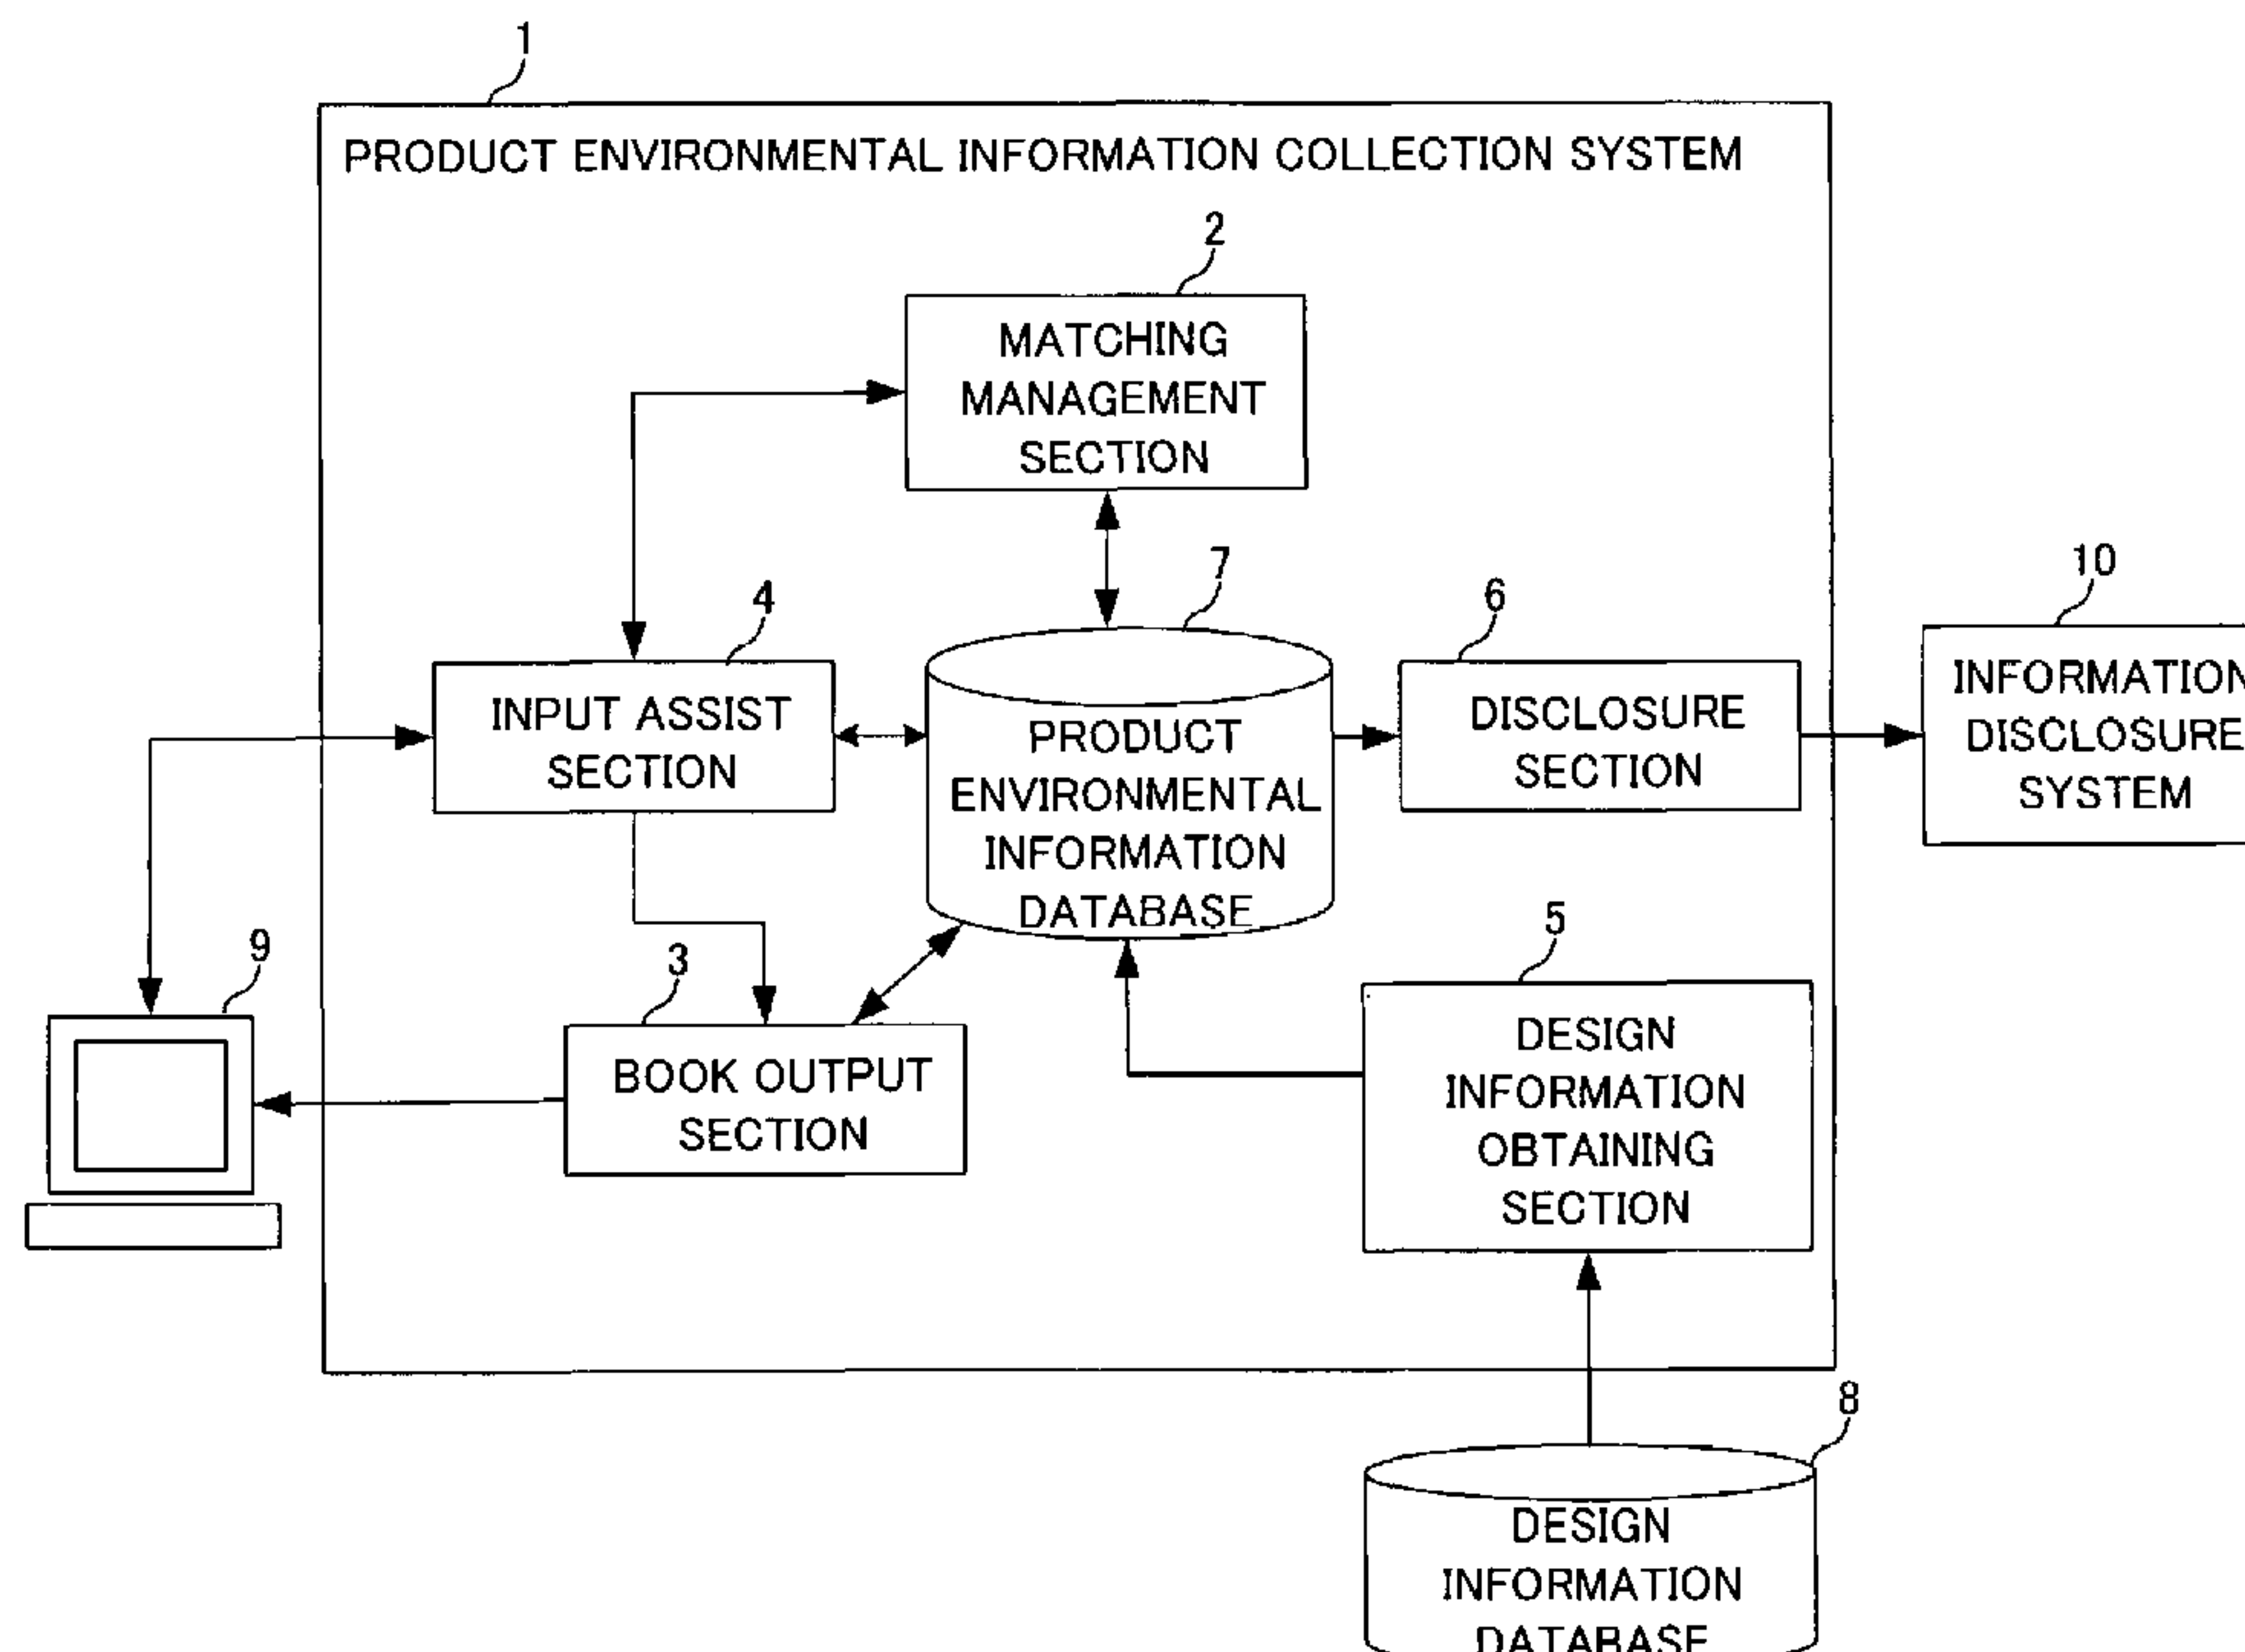 1
PRODUCT ENVIRONMENTAL INFORMATION COLLECTION SYSTEM
2
MATCHING
MANAGEMENT
SECTION
4
INPUT ASSIST
SECTION
7
PRODUCT
ENVIRONMENTAL
INFORMATION
DATABASE
6
DISCLOSURE
SECTION
10
INFORMATION
DISCLOSURE
SYSTEM
9
3
BOOK OUTPUT
SECTION
5
DESIGN
INFORMATION
OBTAINING
SECTION
8
DESIGN
INFORMATION
DATABASE